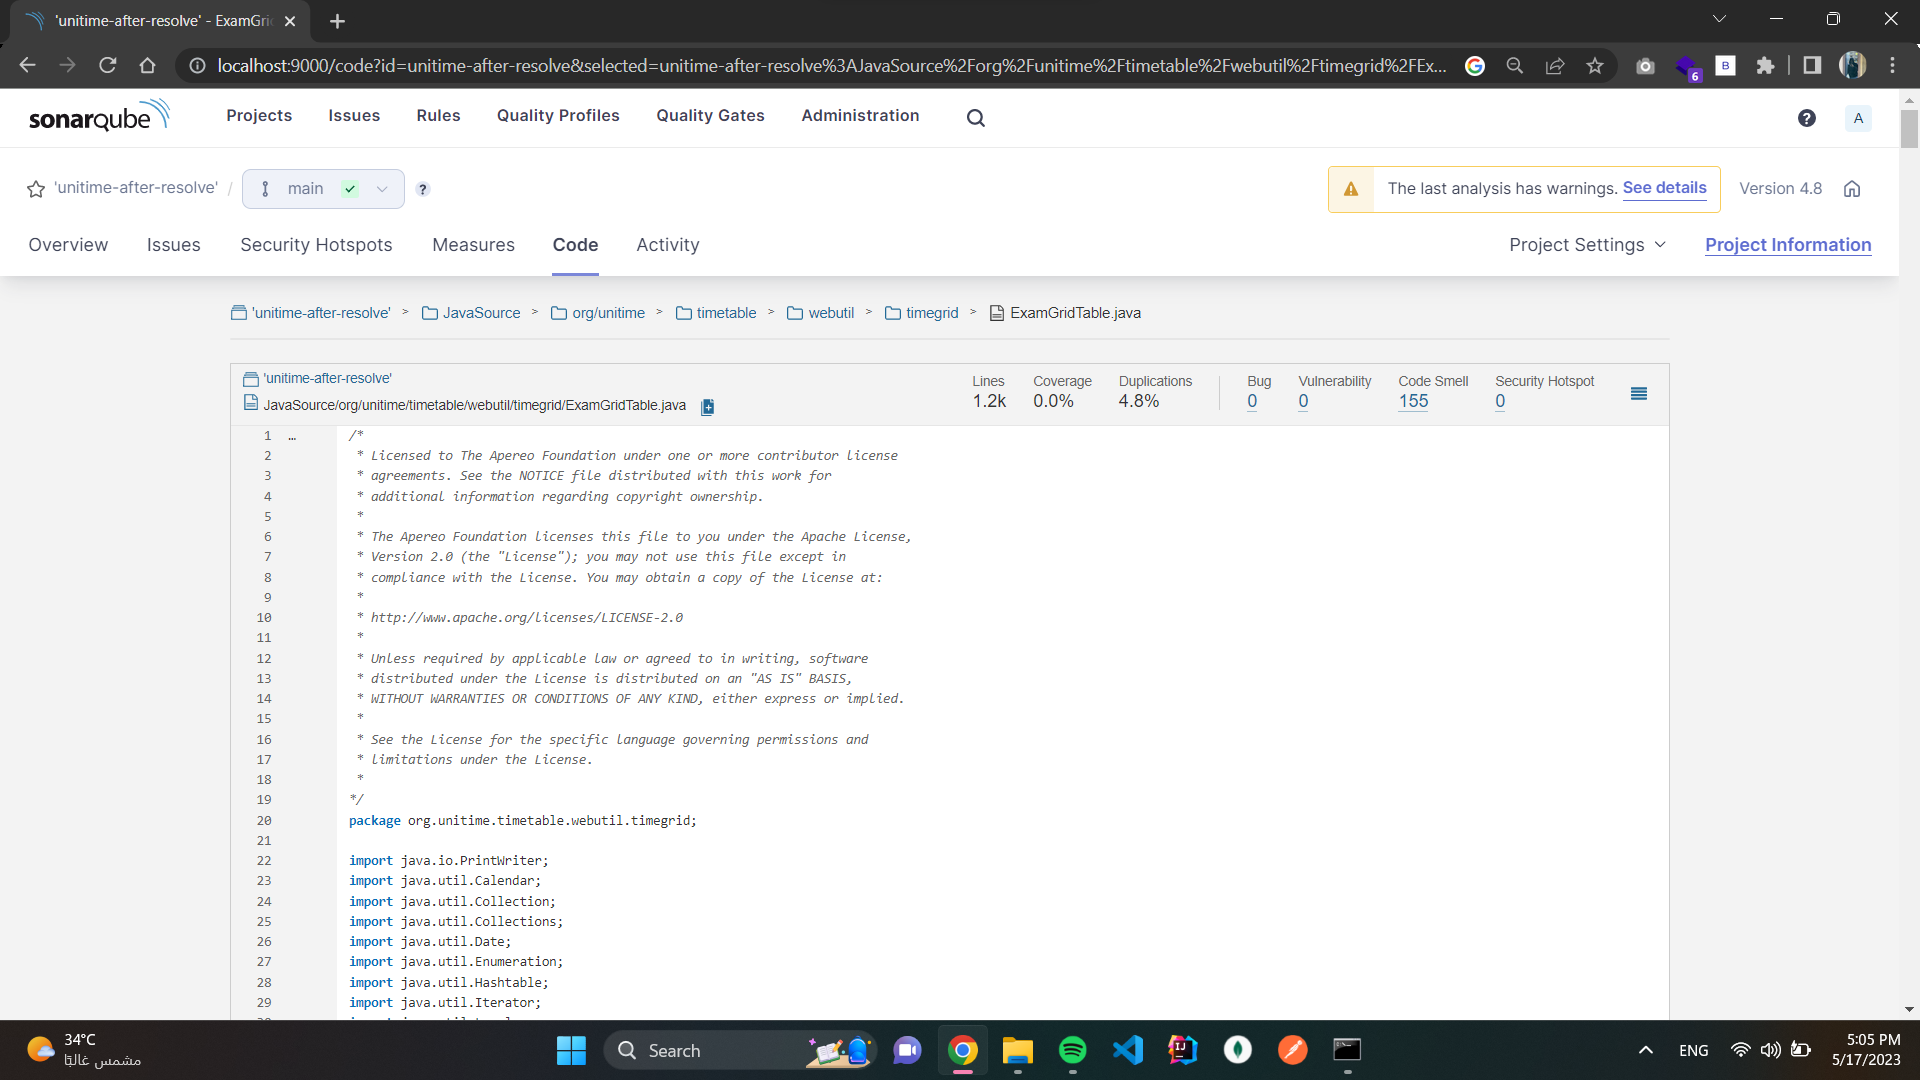 'unitime-after-resolve' - ExamGri
localhost:9000/code?id=unitime-after-resolve&selected=unitime-after-resolve%3AJavaSource%2Forg%2Funitime%2Ftimetable%2Fwebutil%2Ftimegrid%2FEx...
6
B
sonarqube Projects Issues Rules Quality Profiles Quality Gates Administration ? A
'unitime-after-resolve' / main ? The last analysis has warnings. See details Version 4.8
Overview Issues Security Hotspots Measures Code Activity Project Settings Project Information
'unitime-after-resolve' > JavaSource > org/unitime > timetable > webutil > timegrid > ExamGridTable.java
'unitime-after-resolve'
JavaSource/org/unitime/timetable/webutil/timegrid/ExamGridTable.java
Lines Coverage Duplications Bug Vulnerability Code Smell Security Hotspot
1.2k 0.0% 4.8% 0 0 155 0
1 … /*
2 * Licensed to The Apereo Foundation under one or more contributor license
3 * agreements. See the NOTICE file distributed with this work for
4 * additional information regarding copyright ownership.
5 *
6 * The Apereo Foundation licenses this file to you under the Apache License,
7 * Version 2.0 (the "License"); you may not use this file except in
8 * compliance with the License. You may obtain a copy of the License at:
9 *
10 * http://www.apache.org/licenses/LICENSE-2.0
11 *
12 * Unless required by applicable law or agreed to in writing, software
13 * distributed under the License is distributed on an "AS IS" BASIS,
14 * WITHOUT WARRANTIES OR CONDITIONS OF ANY KIND, either express or implied.
15 *
16 * See the License for the specific language governing permissions and
17 * limitations under the License.
18 *
19 */
20 package org.unitime.timetable.webutil.timegrid;
21
22 import java.io.PrintWriter;
23 import java.util.Calendar;
24 import java.util.Collection;
25 import java.util.Collections;
26 import java.util.Date;
27 import java.util.Enumeration;
28 import java.util.Hashtable;
29 import java.util.Iterator;
34°C
مشمس غالبًا
Search
IJ
ENG
5:05 PM
5/17/2023